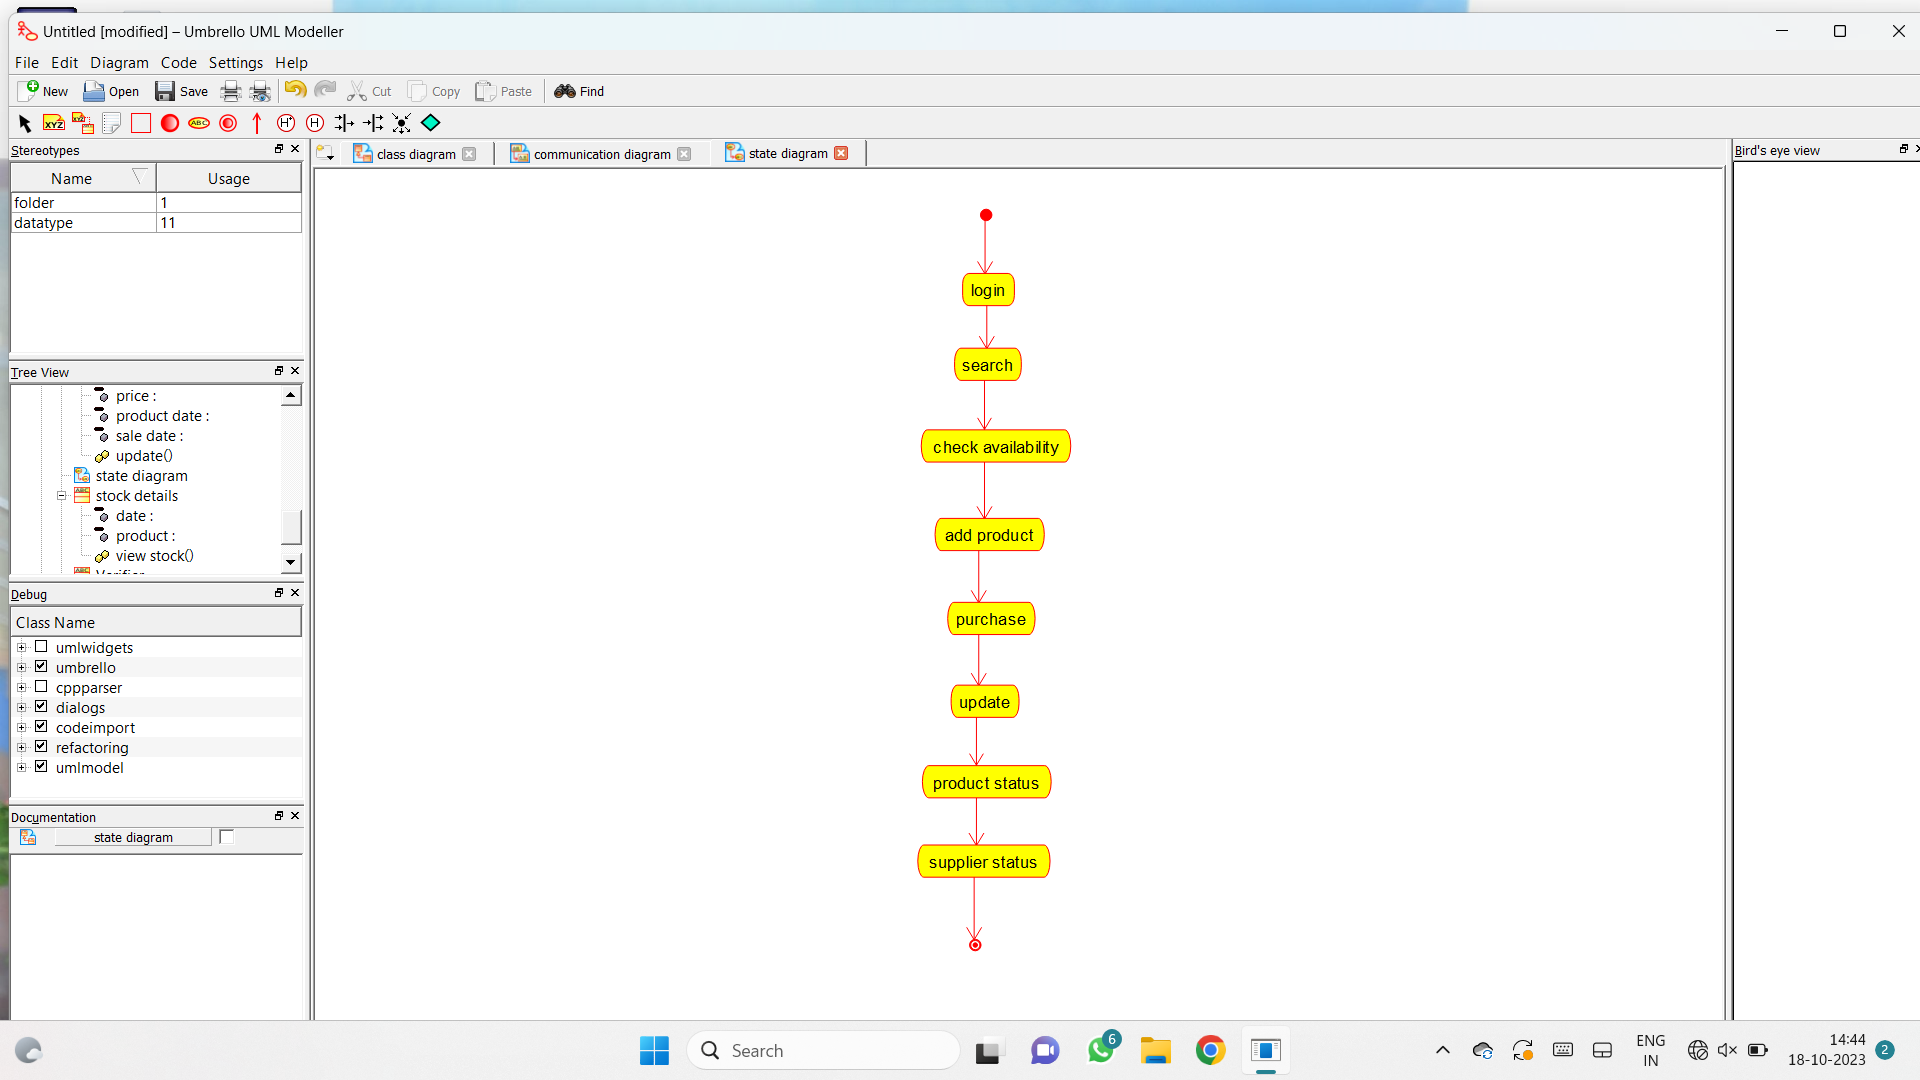 Untitled [modified] – Umbrello UML Modeller
File Edit Diagram Code Settings Help
New Open Save Cut Copy Paste Find
XYZ XYZ ABC H* H
Stereotypes
Name Usage
folder 1
datatype 11
Tree View
price :
product date :
sale date :
update()
state diagram
stock details
date :
product :
view stock()
Debug
Class Name
umlwidgets
umbrello
cppparser
dialogs
codeimport
refactoring
umlmodel
Documentation
state diagram
class diagram communication diagram state diagram
login
search
check availability
add product
purchase
update
product status
supplier status
Bird's eye view
Search
6
ENG
IN
14:44
18-10-2023
2